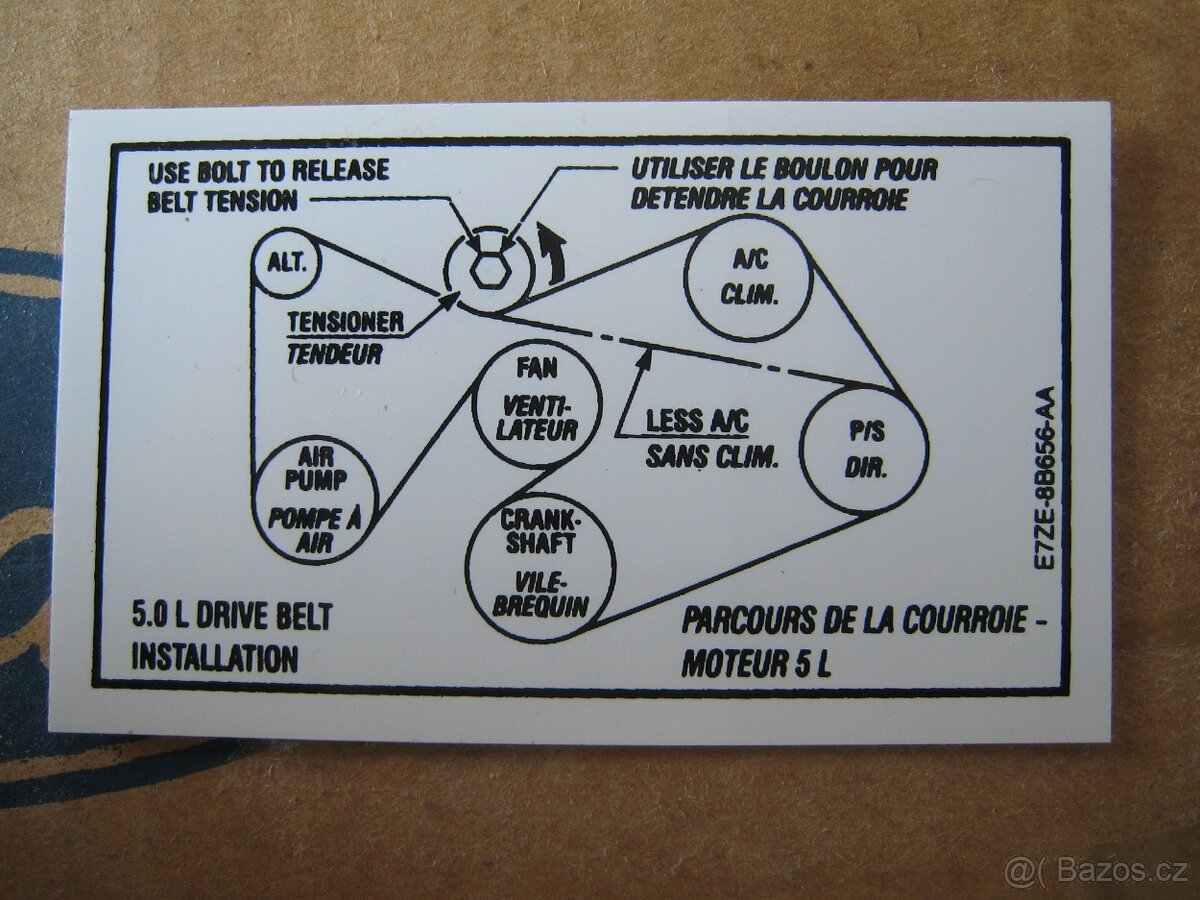 USE BOLT TO RELEASE
BELT TENSION
UTILISER LE BOULON POUR
DETENDRE LA COURROIE
ALT.
A/C
CLIM.
TENSIONER
TENDEUR
FAN
VENTI-
LATEUR
LESS A/C
SANS CLIM.
P/S
DIR.
AIR
PUMP
POMPE À
AIR
CRANK-
SHAFT
VILE-
BREQUIN
E7ZE-8B656-AA
5.0 L DRIVE BELT
INSTALLATION
PARCOURS DE LA COURROIE -
MOTEUR 5 L
@( Bazos.cz